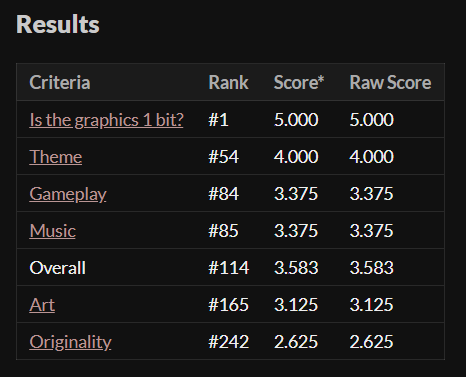 Results
Criteria Rank Score* Raw Score
Is the graphics 1 bit? #1 5.000 5.000
Theme #54 4.000 4.000
Gameplay #84 3.375 3.375
Music #85 3.375 3.375
Overall #114 3.583 3.583
Art #165 3.125 3.125
Originality #242 2.625 2.625